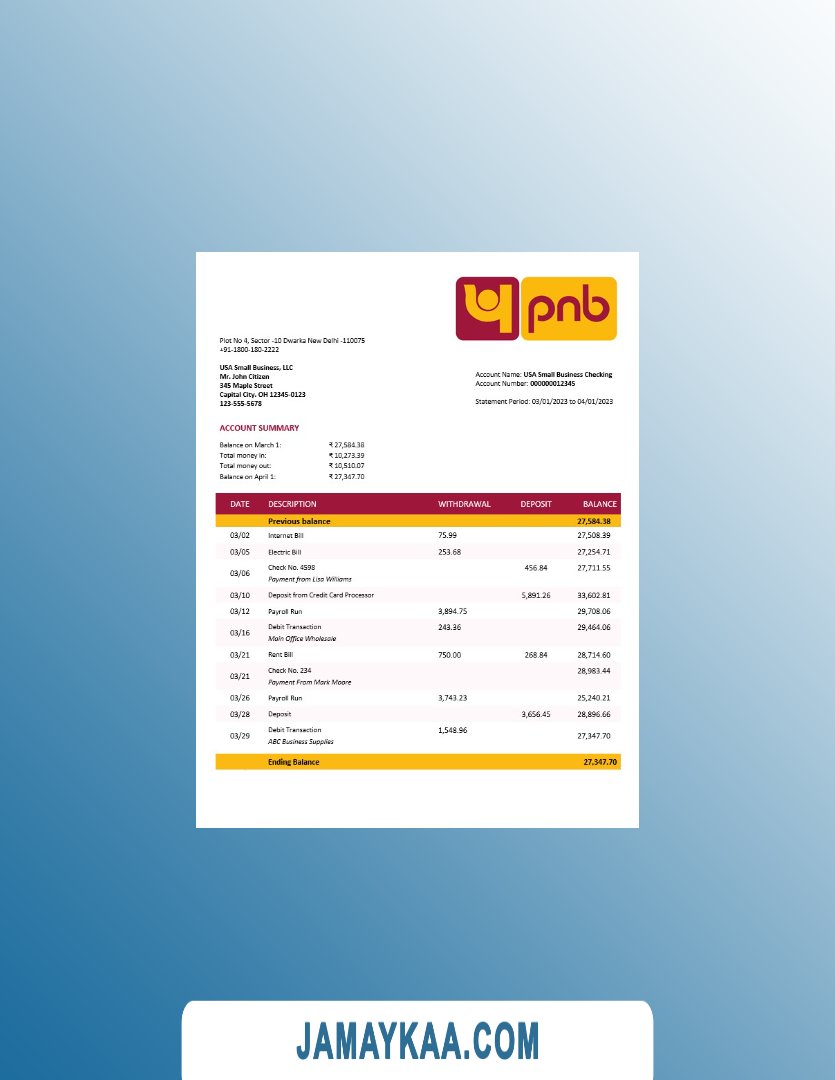 प pnb
Plot No 4, Sector -10 Dwarka New Delhi -110075
+91-1800-180-2222
USA Small Business, LLC
Mr. John Citizen
345 Maple Street
Capital City. OH 12345-0123
123-555-5678
Account Name: USA Small Business Checking
Account Number: 000000012345
Statement Period: 03/01/2023 to 04/01/2023
ACCOUNT SUMMARY
Balance on March 1: ₹ 27,584.38
Total money in: ₹ 10,273.39
Total money out: ₹ 10,510.07
Balance on April 1: ₹ 27,347.70
DATE DESCRIPTION WITHDRAWAL DEPOSIT BALANCE
Previous balance 27,584.38
03/02 Internet Bill 75.99 27,508.39
03/05 Electric Bill 253.68 27,254.71
03/06 Check No. 4598 456.84 27,711.55
Payment from Lisa Williams
03/10 Deposit from Credit Card Processor 5,891.26 33,602.81
03/12 Payroll Run 3,894.75 29,708.06
03/16 Debit Transaction 243.36 29,464.06
Main Office Wholesale
03/21 Rent Bill 750.00 268.84 28,714.60
03/21 Check No. 234 28,983.44
Payment From Mark Moore
03/26 Payroll Run 3,743.23 25,240.21
03/28 Deposit 3,656.45 28,896.66
03/29 Debit Transaction 1,548.96 27,347.70
ABC Business Supplies
Ending Balance 27,347.70
JAMAYKAA.COM